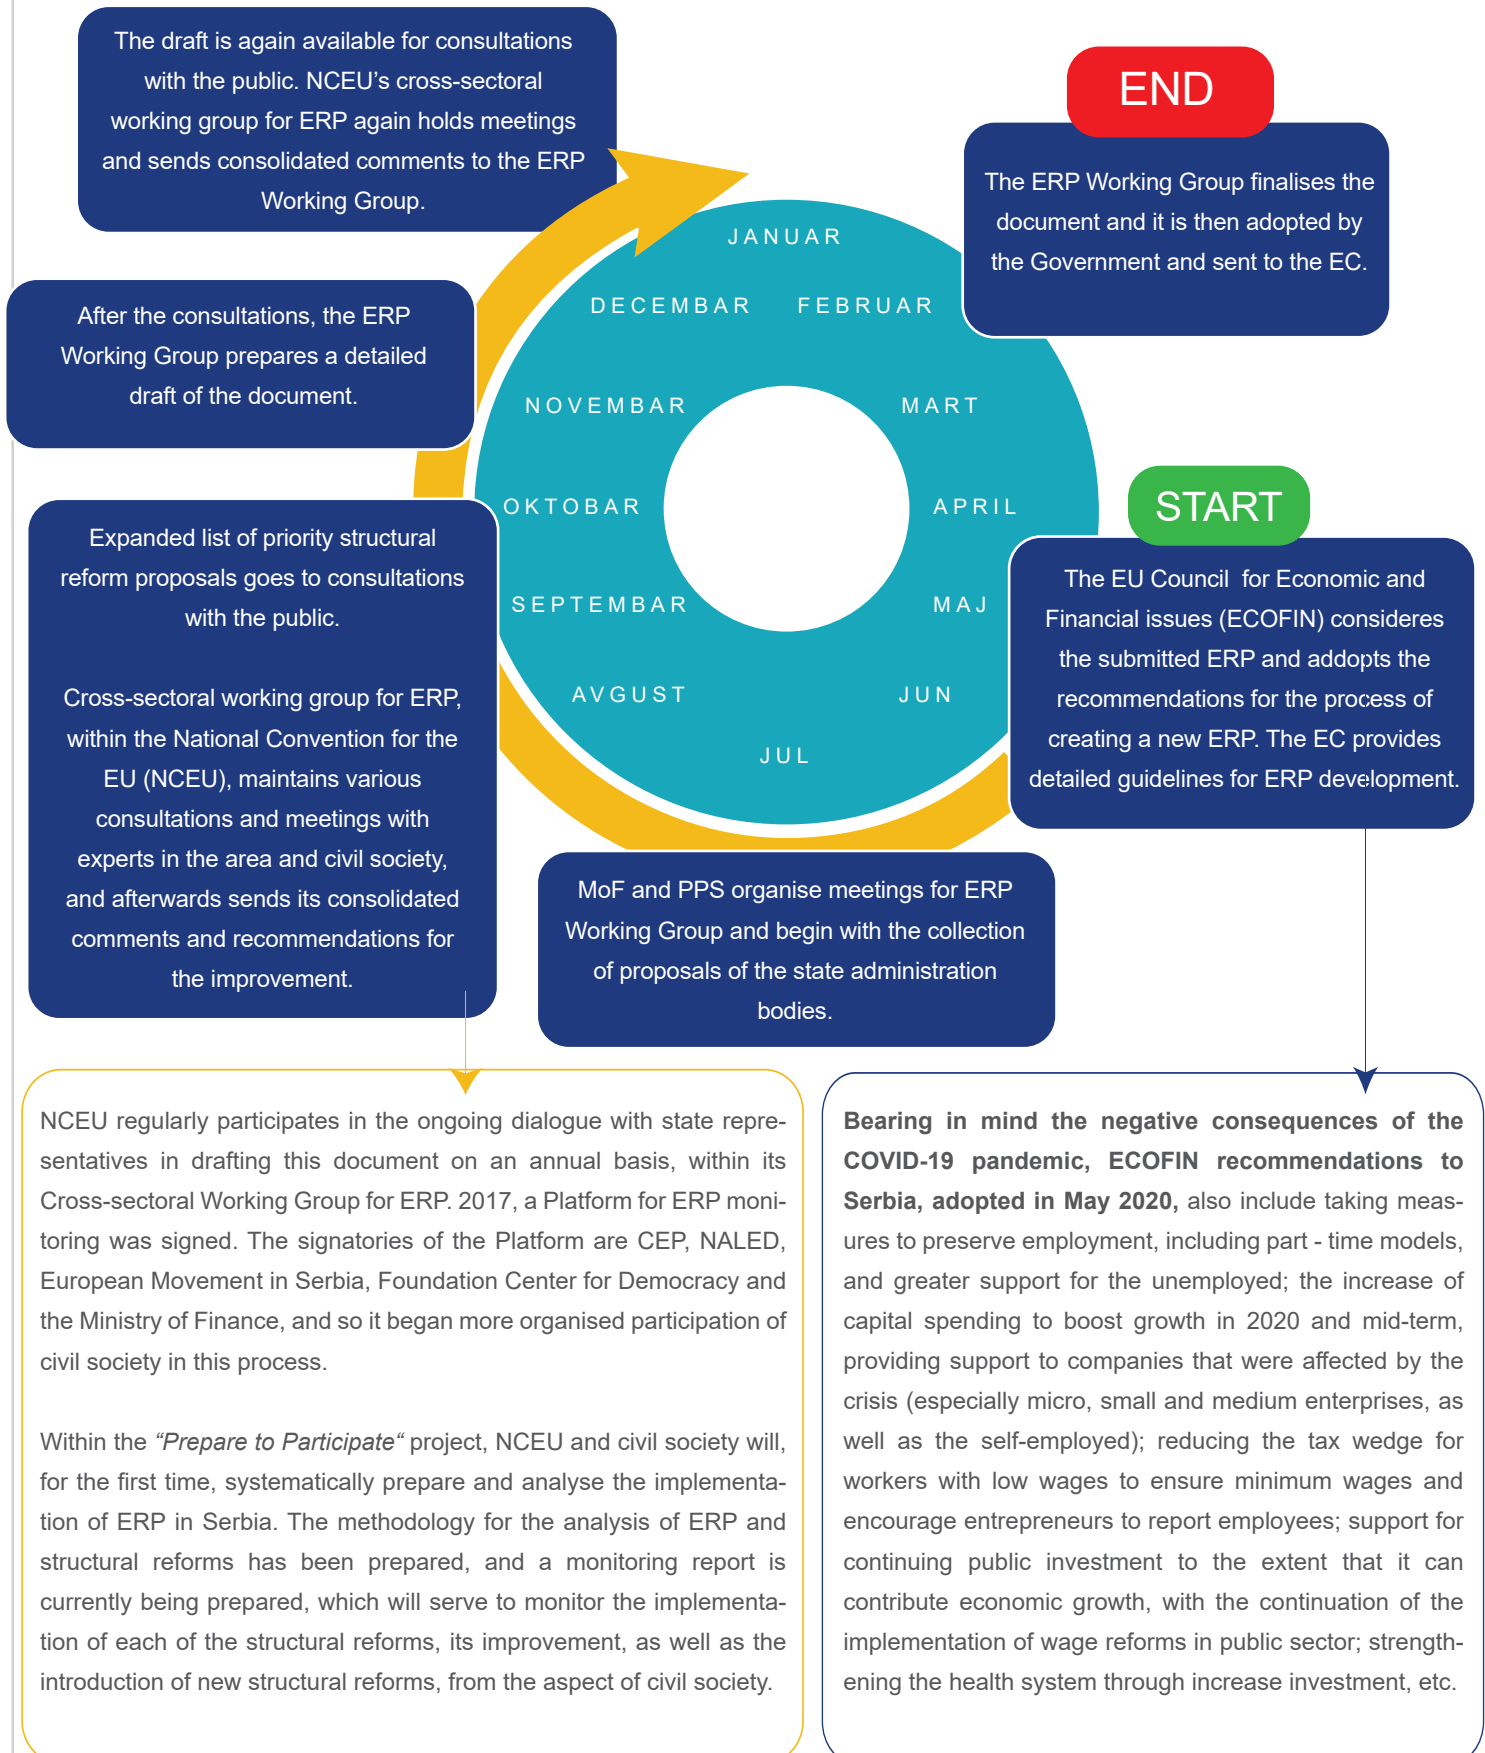 The draft is again available for consultations
with the public. NCEU’s cross-sectoral
working group for ERP again holds meetings
and sends consolidated comments to the ERP
Working Group.
END
The ERP Working Group finalises the
document and it is then adopted by
the Government and sent to the EC.
After the consultations, the ERP
Working Group prepares a detailed
draft of the document.
JANUAR
DECEMBAR
FEBRUAR
NOVEMBAR
MART
OKTOBAR
APRIL
SEPTEMBAR
MAJ
AVGUST
JUN
JUL
START
The EU Council for Economic and
Financial issues (ECOFIN) consideres
the submitted ERP and addopts the
recommendations for the process of
creating a new ERP. The EC provides
detailed guidelines for ERP development.
Expanded list of priority structural
reform proposals goes to consultations
with the public.
Cross-sectoral working group for ERP,
within the National Convention for the
EU (NCEU), maintains various
consultations and meetings with
experts in the area and civil society,
and afterwards sends its consolidated
comments and recommendations for
the improvement.
MoF and PPS organise meetings for ERP
Working Group and begin with the collection
of proposals of the state administration
bodies.
NCEU regularly participates in the ongoing dialogue with state repre-
sentatives in drafting this document on an annual basis, within its
Cross-sectoral Working Group for ERP. 2017, a Platform for ERP moni-
toring was signed. The signatories of the Platform are CEP, NALED,
European Movement in Serbia, Foundation Center for Democracy and
the Ministry of Finance, and so it began more organised participation of
civil society in this process.
Within the “Prepare to Participate“ project, NCEU and civil society will,
for the first time, systematically prepare and analyse the implementa-
tion of ERP in Serbia. The methodology for the analysis of ERP and
structural reforms has been prepared, and a monitoring report is
currently being prepared, which will serve to monitor the implementa-
tion of each of the structural reforms, its improvement, as well as the
introduction of new structural reforms, from the aspect of civil society.
Bearing in mind the negative consequences of the
COVID-19 pandemic, ECOFIN recommendations to
Serbia, adopted in May 2020, also include taking meas-
ures to preserve employment, including part - time models,
and greater support for the unemployed; the increase of
capital spending to boost growth in 2020 and mid-term,
providing support to companies that were affected by the
crisis (especially micro, small and medium enterprises, as
well as the self-employed); reducing the tax wedge for
workers with low wages to ensure minimum wages and
encourage entrepreneurs to report employees; support for
continuing public investment to the extent that it can
contribute economic growth, with the continuation of the
implementation of wage reforms in public sector; strength-
ening the health system through increase investment, etc.